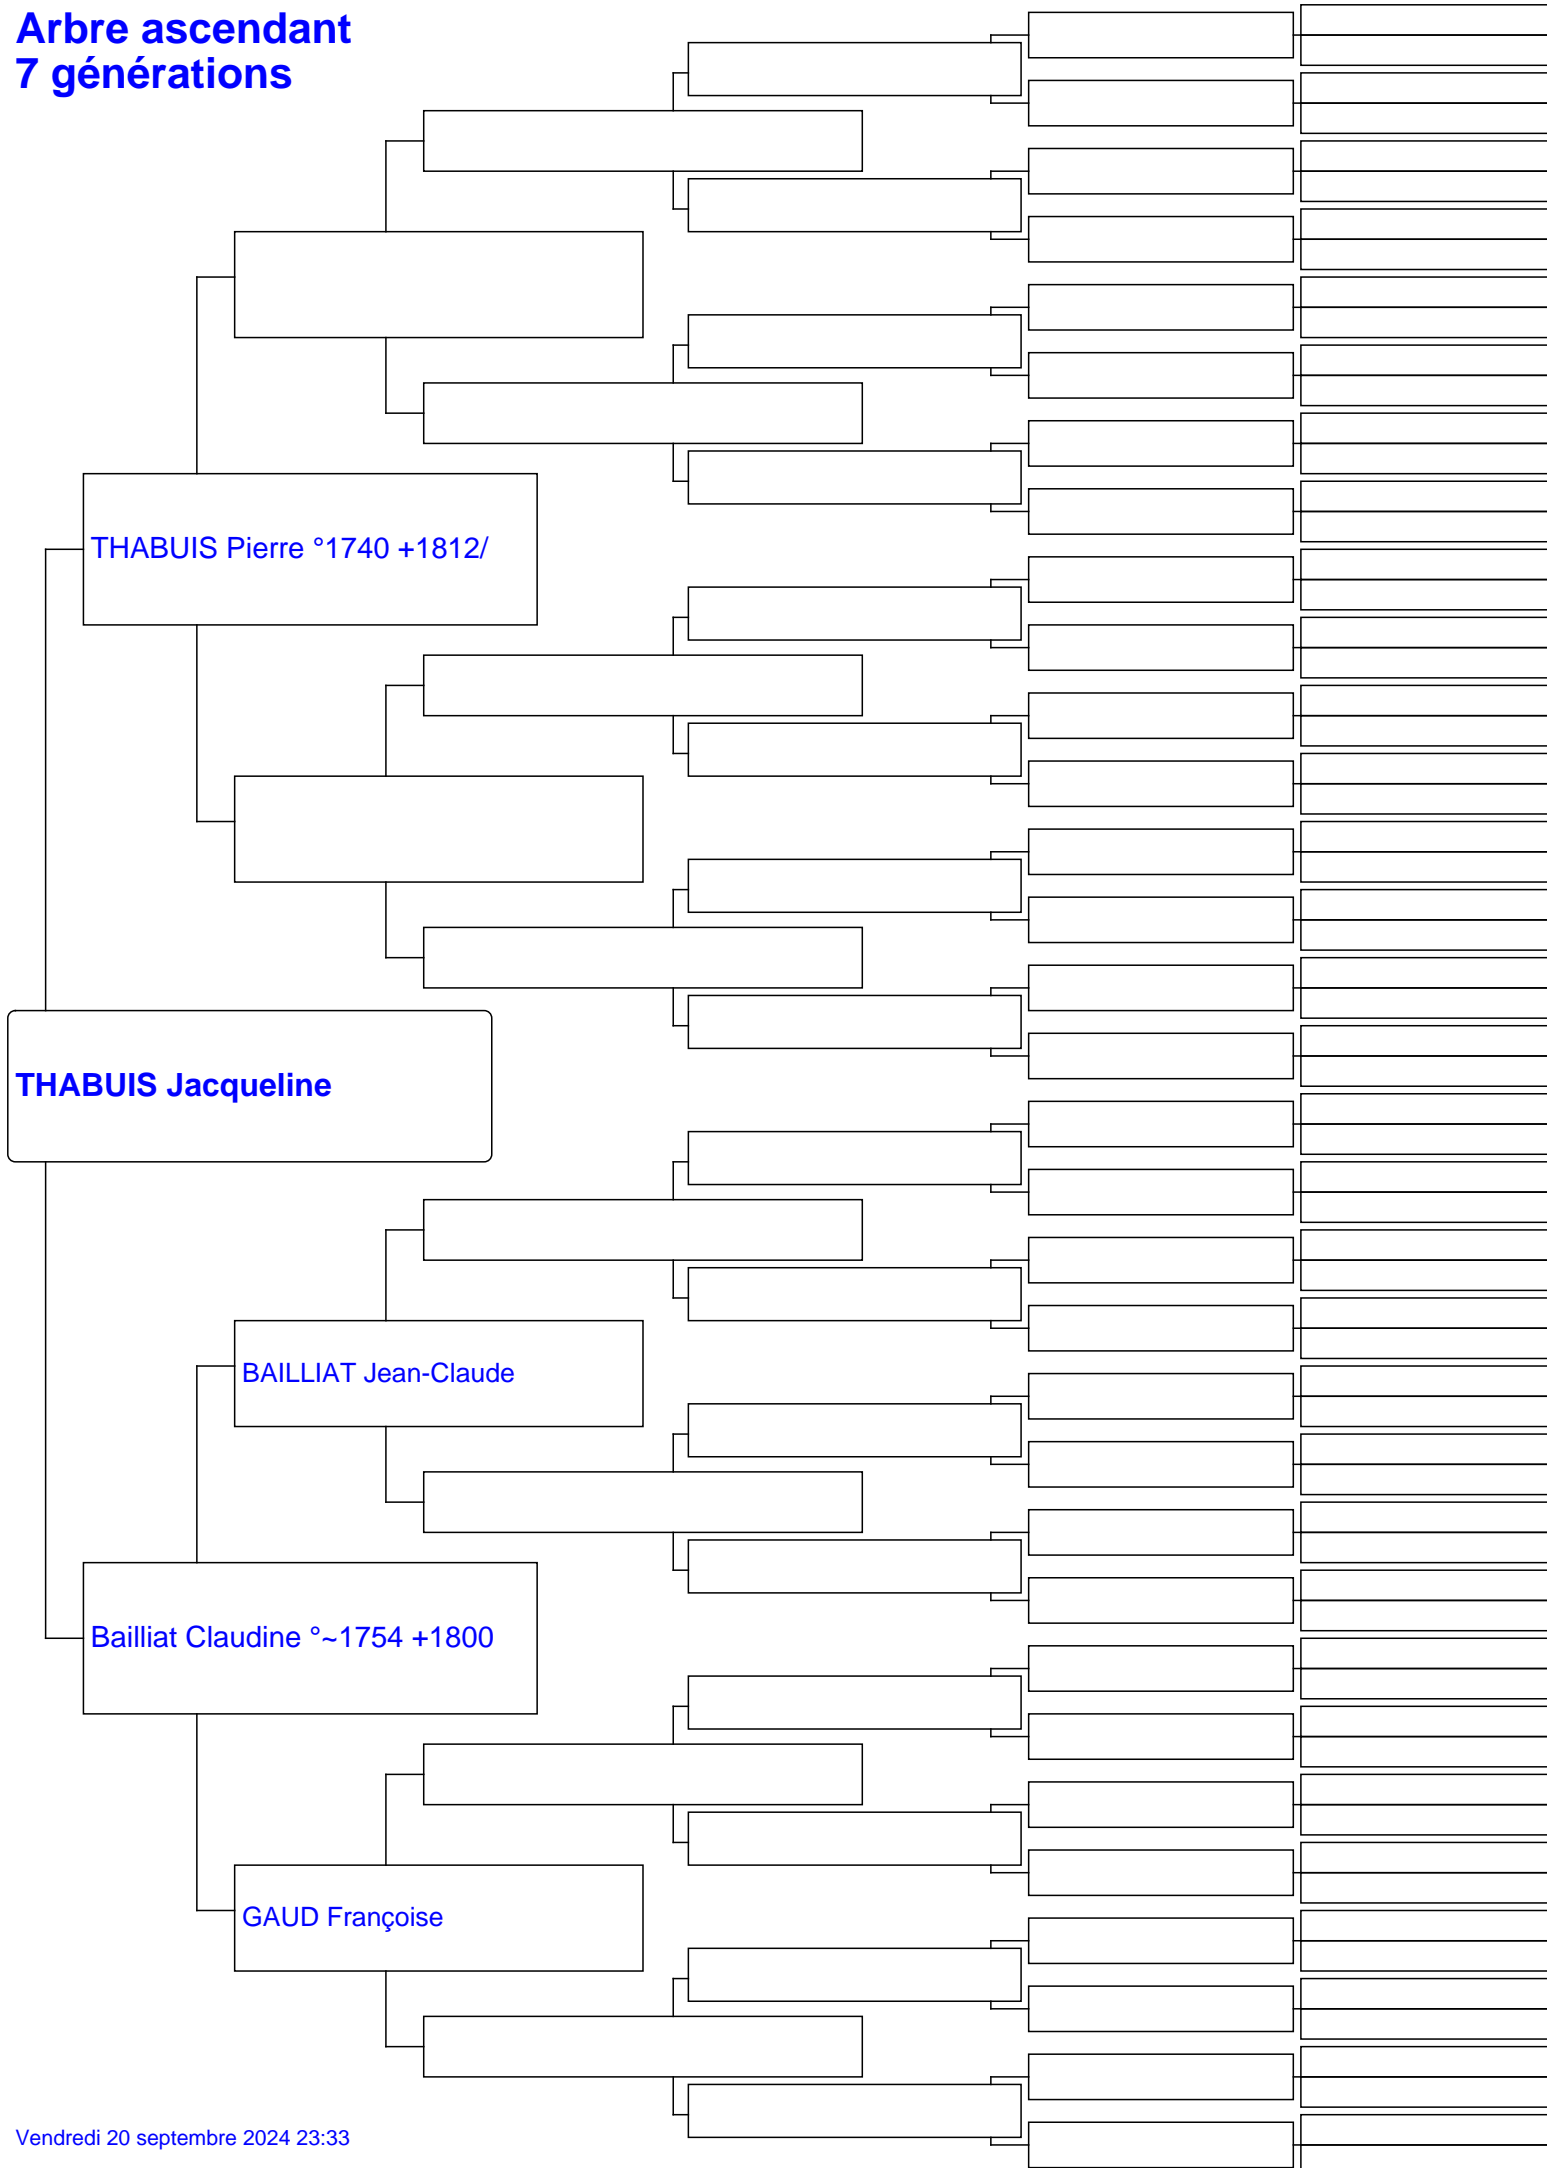 Arbre ascendant
7 générations
THABUIS Pierre °1740 +1812/
THABUIS Jacqueline
BAILLIAT Jean-Claude
Bailliat Claudine °~1754 +1800
GAUD Françoise
Vendredi 20 septembre 2024 23:33